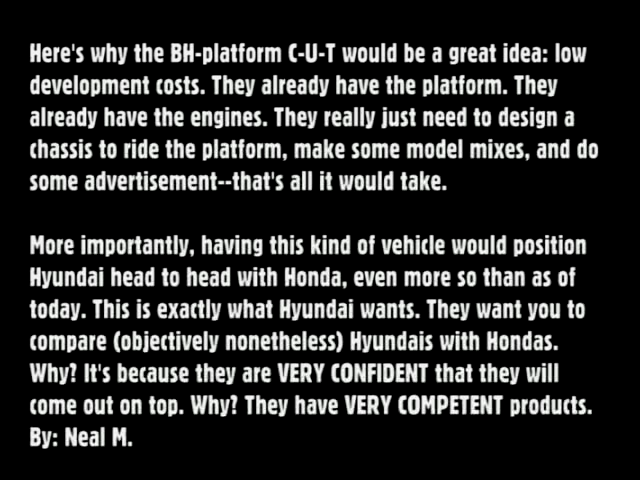 Here's why the BH-platform C-U-T would be a great idea: low
development costs. They already have the platform. They
already have the engines. They really just need to design a
chassis to ride the platform, make some model mixes, and do
some advertisement--that's all it would take.
More importantly, having this kind of vehicle would position
Hyundai head to head with Honda, even more so than as of
today. This is exactly what Hyundai wants. They want you to
compare (objectively nonetheless) Hyundais with Hondas.
Why? It's because they are VERY CONFIDENT that they will
come out on top. Why? They have VERY COMPETENT products.
By: Neal M.